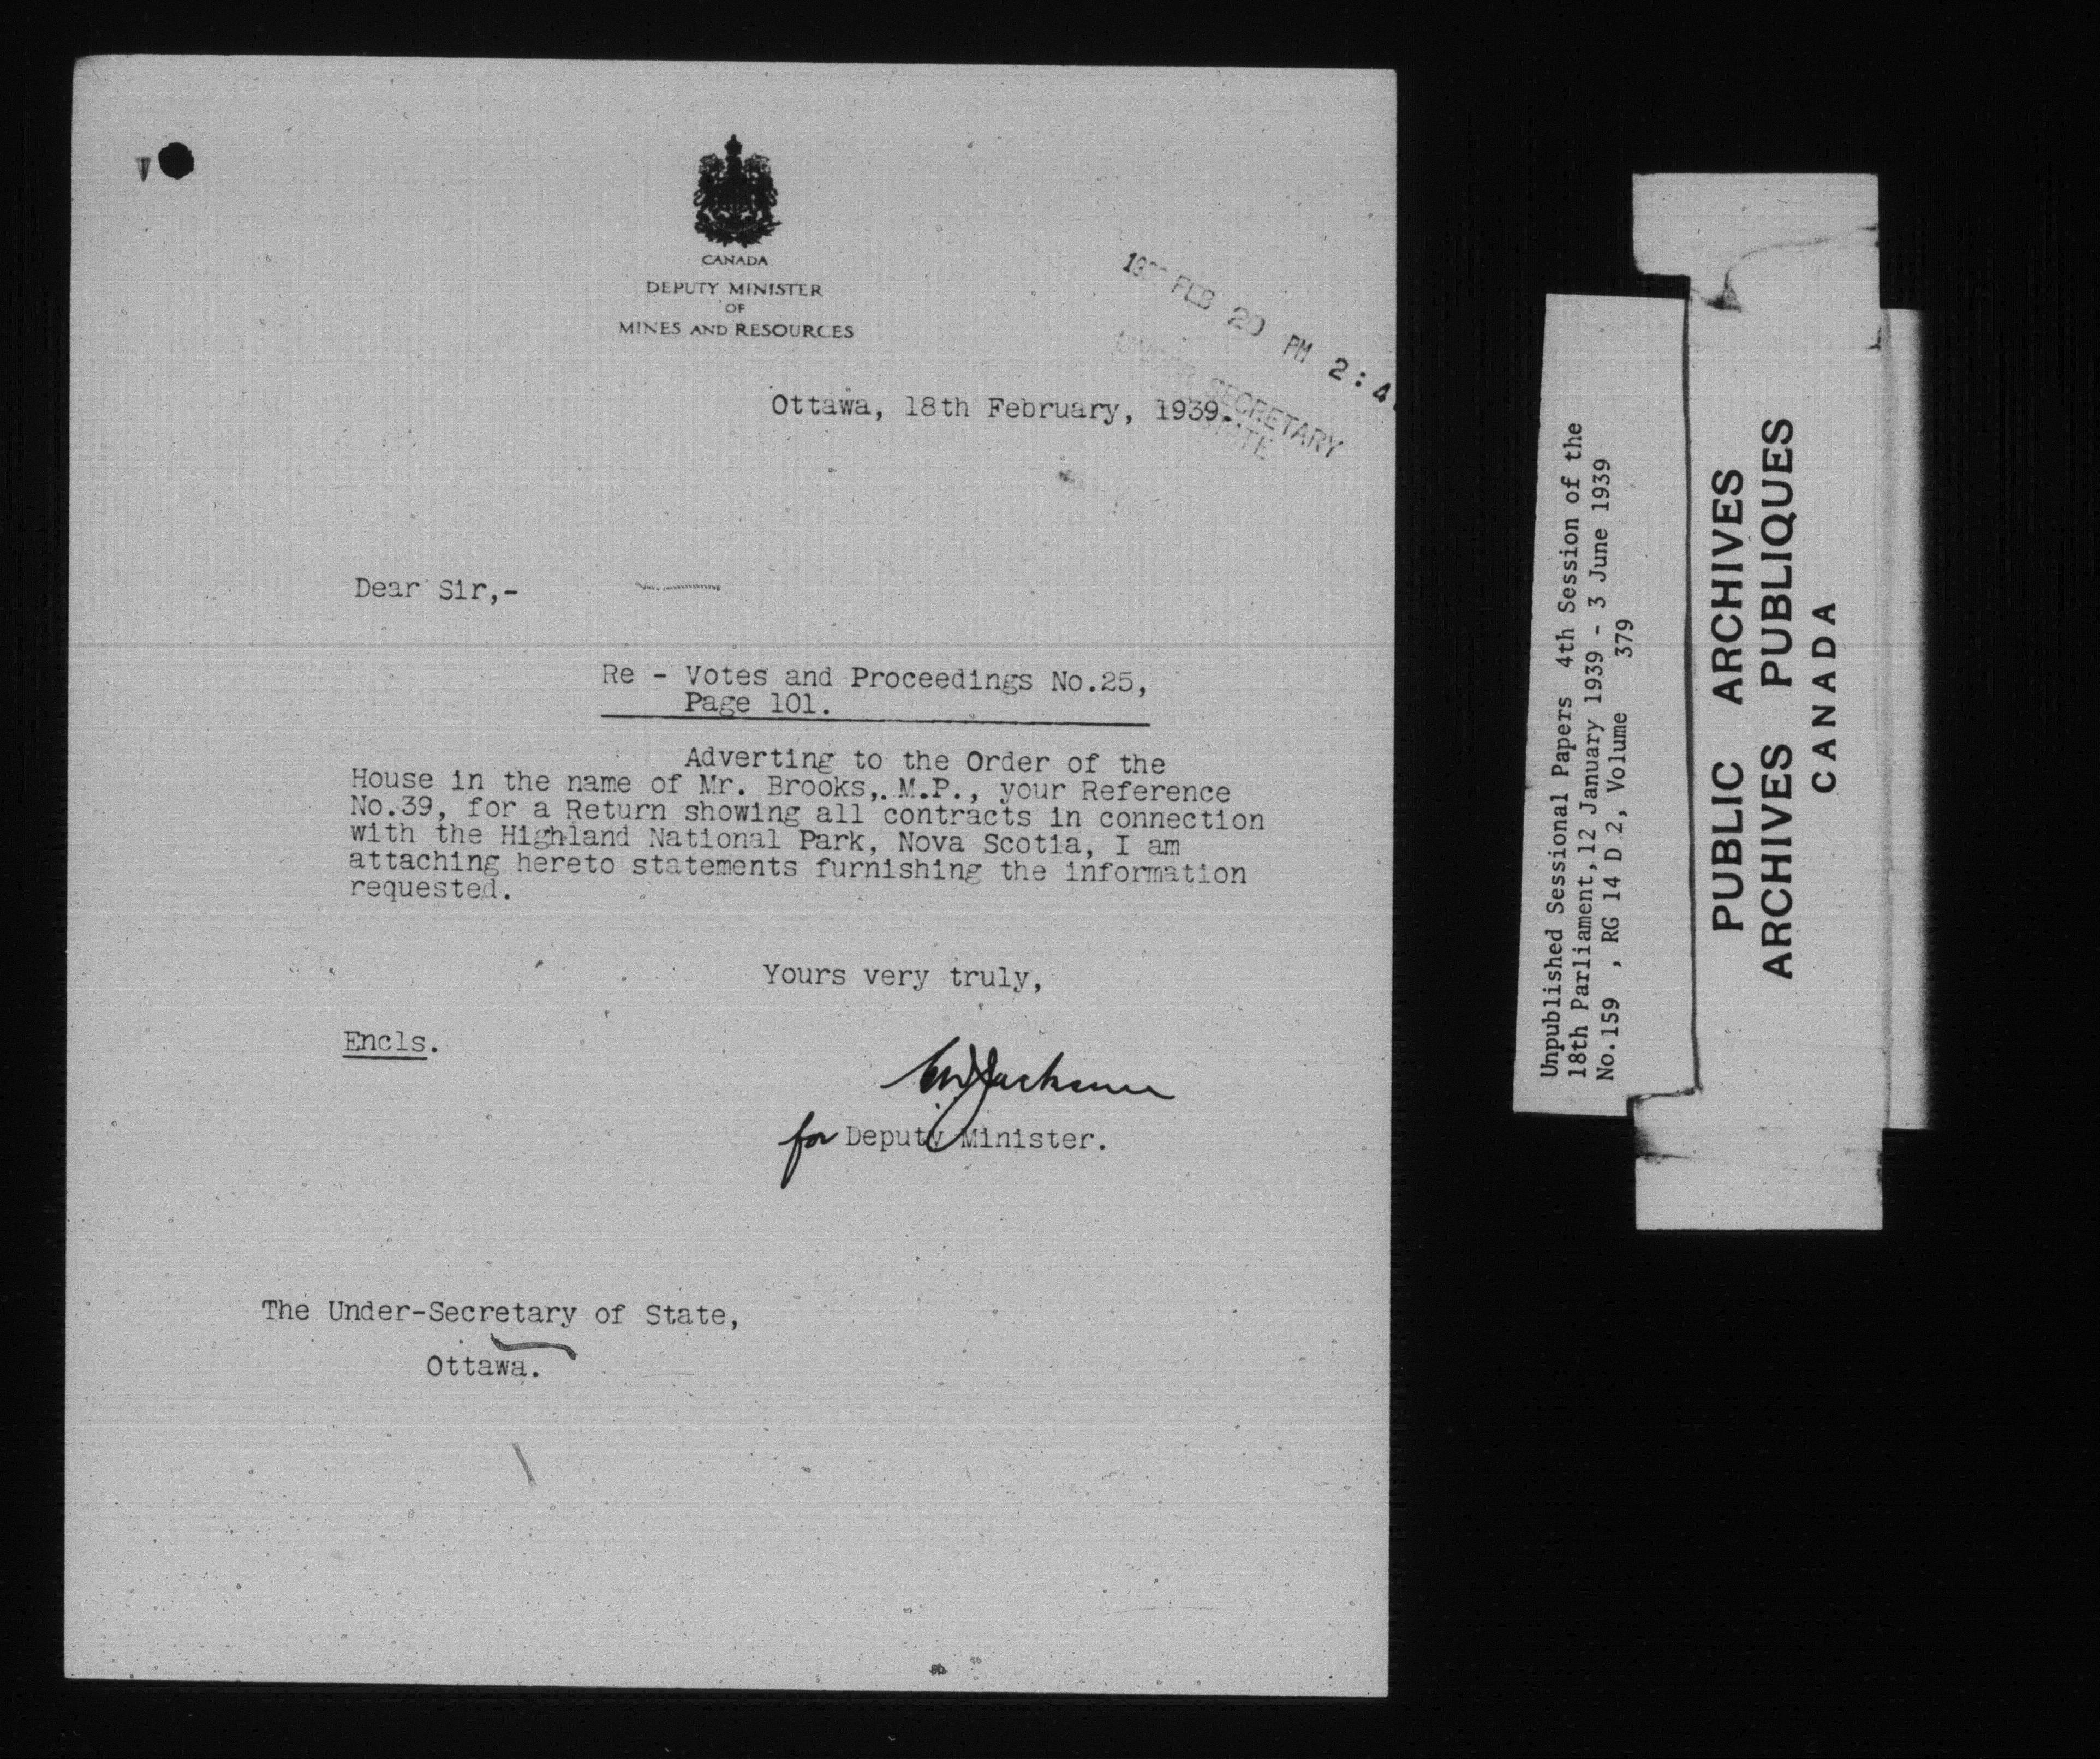 CANADA
DEPUTY MINISTER
OF
MINES AND RESOURCES
FEB 20 PM 2:4
UNDER SECRETARY
STATE
Ottawa, 18th February, 1939.
Dear Sir,-
Re - Votes and Proceedings No.25,
Page 101.
Adverting to the Order of the
House in the name of Mr. Brooks, M.P., your Reference
No.39, for a Return showing all contracts in connection
with the Highland National Park, Nova Scotia, I am
attaching hereto statements furnishing the information
requested.
Yours very truly,
Encls.
Jackson
for Deputy Minister.
The Under-Secretary of State,
Ottawa.
Unpublished Sessional Papers 4th Session of the
18th Parliament, 12 January 1939 - 3 June 1939
No.159 , RG 14 D 2, Volume 379
PUBLIC ARCHIVES
ARCHIVES PUBLIQUES
CANADA